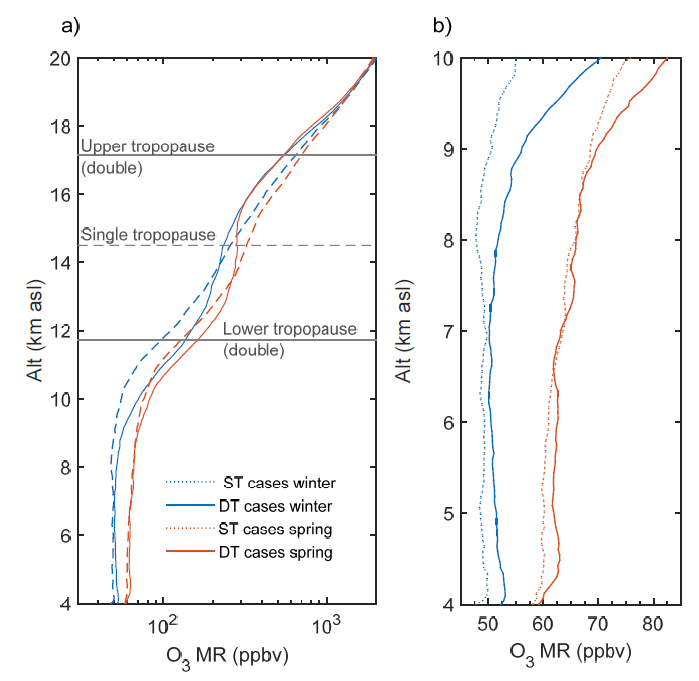 a)
20
18
16
14
12
10
8
6
4
Alt (km asl)
Upper tropopause
(double)
Single tropopause
Lower tropopause
(double)
ST cases winter
DT cases winter
ST cases spring
DT cases spring
10²
10³
O₃ MR (ppbv)
b)
10
9
8
7
6
5
4
Alt (km asl)
50
60
70
80
O₃ MR (ppbv)